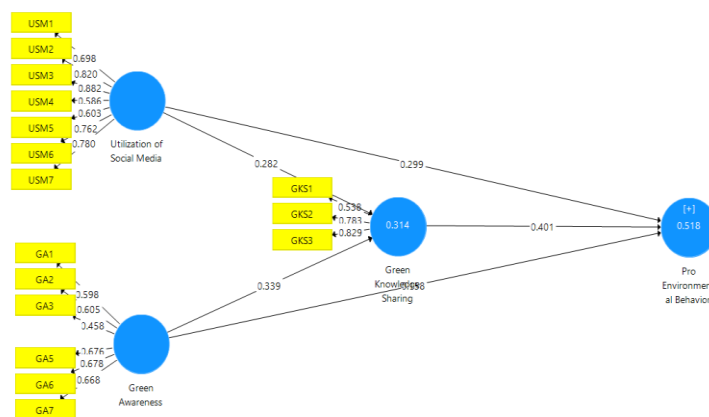 USM1
USM2
USM3
USM4
USM5
USM6
USM7
0.698
0.820
0.882
0.586
0.603
0.762
0.780
Utilization of
Social Media
0.282
0.299
GKS1
GKS2
GKS3
0.538
0.783
0.829
0.314
Green
Knowledge
Sharing
0.401
[+]
0.518
Pro
Environmen
al Behavior
0.339
GA1
GA2
GA3
GA5
GA6
GA7
0.598
0.605
0.458
0.676
0.678
0.668
Green
Awareness